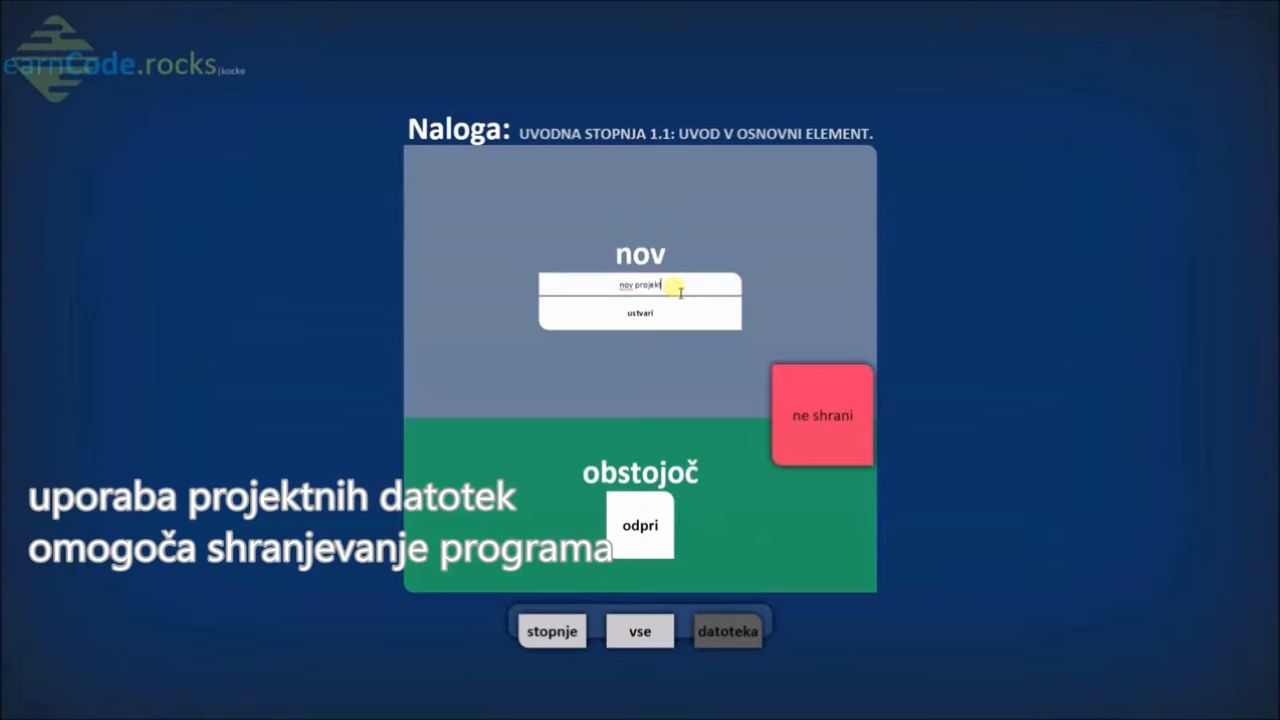 earnCode.rocks|kocke
Naloga: UVODNA STOPNJA 1.1: UVOD V OSNOVNI ELEMENT.
nov
nov projekt
ustvari
ne shrani
obstoječ
odpri
uporaba projektnih datotek
omogoča shranjevanje programa
stopnje vse datoteka